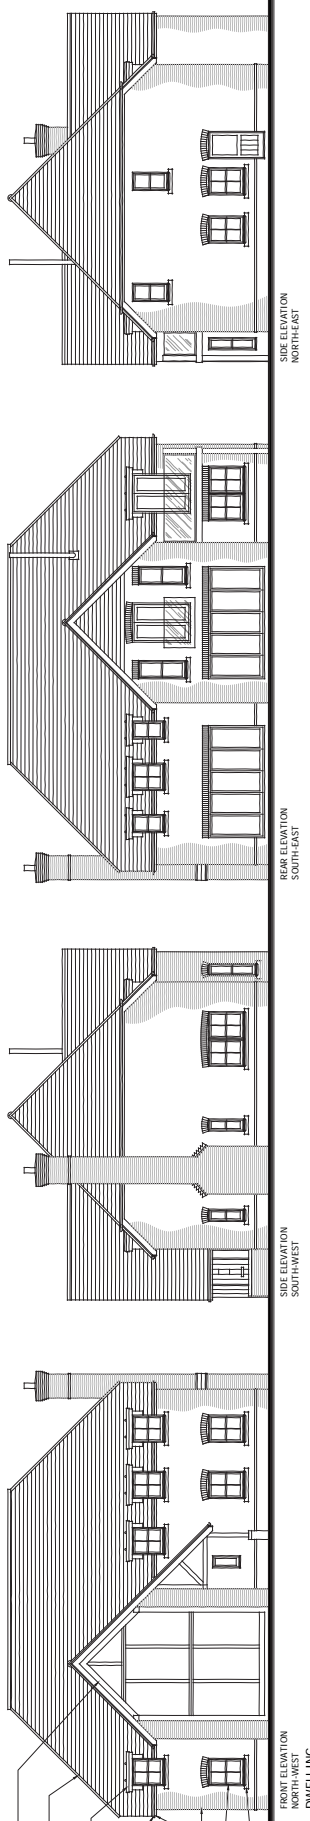 FRONT ELEVATION
NORTH-WEST
DWELLING
SIDE ELEVATION
SOUTH-WEST
REAR ELEVATION
SOUTH-EAST
SIDE ELEVATION
NORTH-EAST